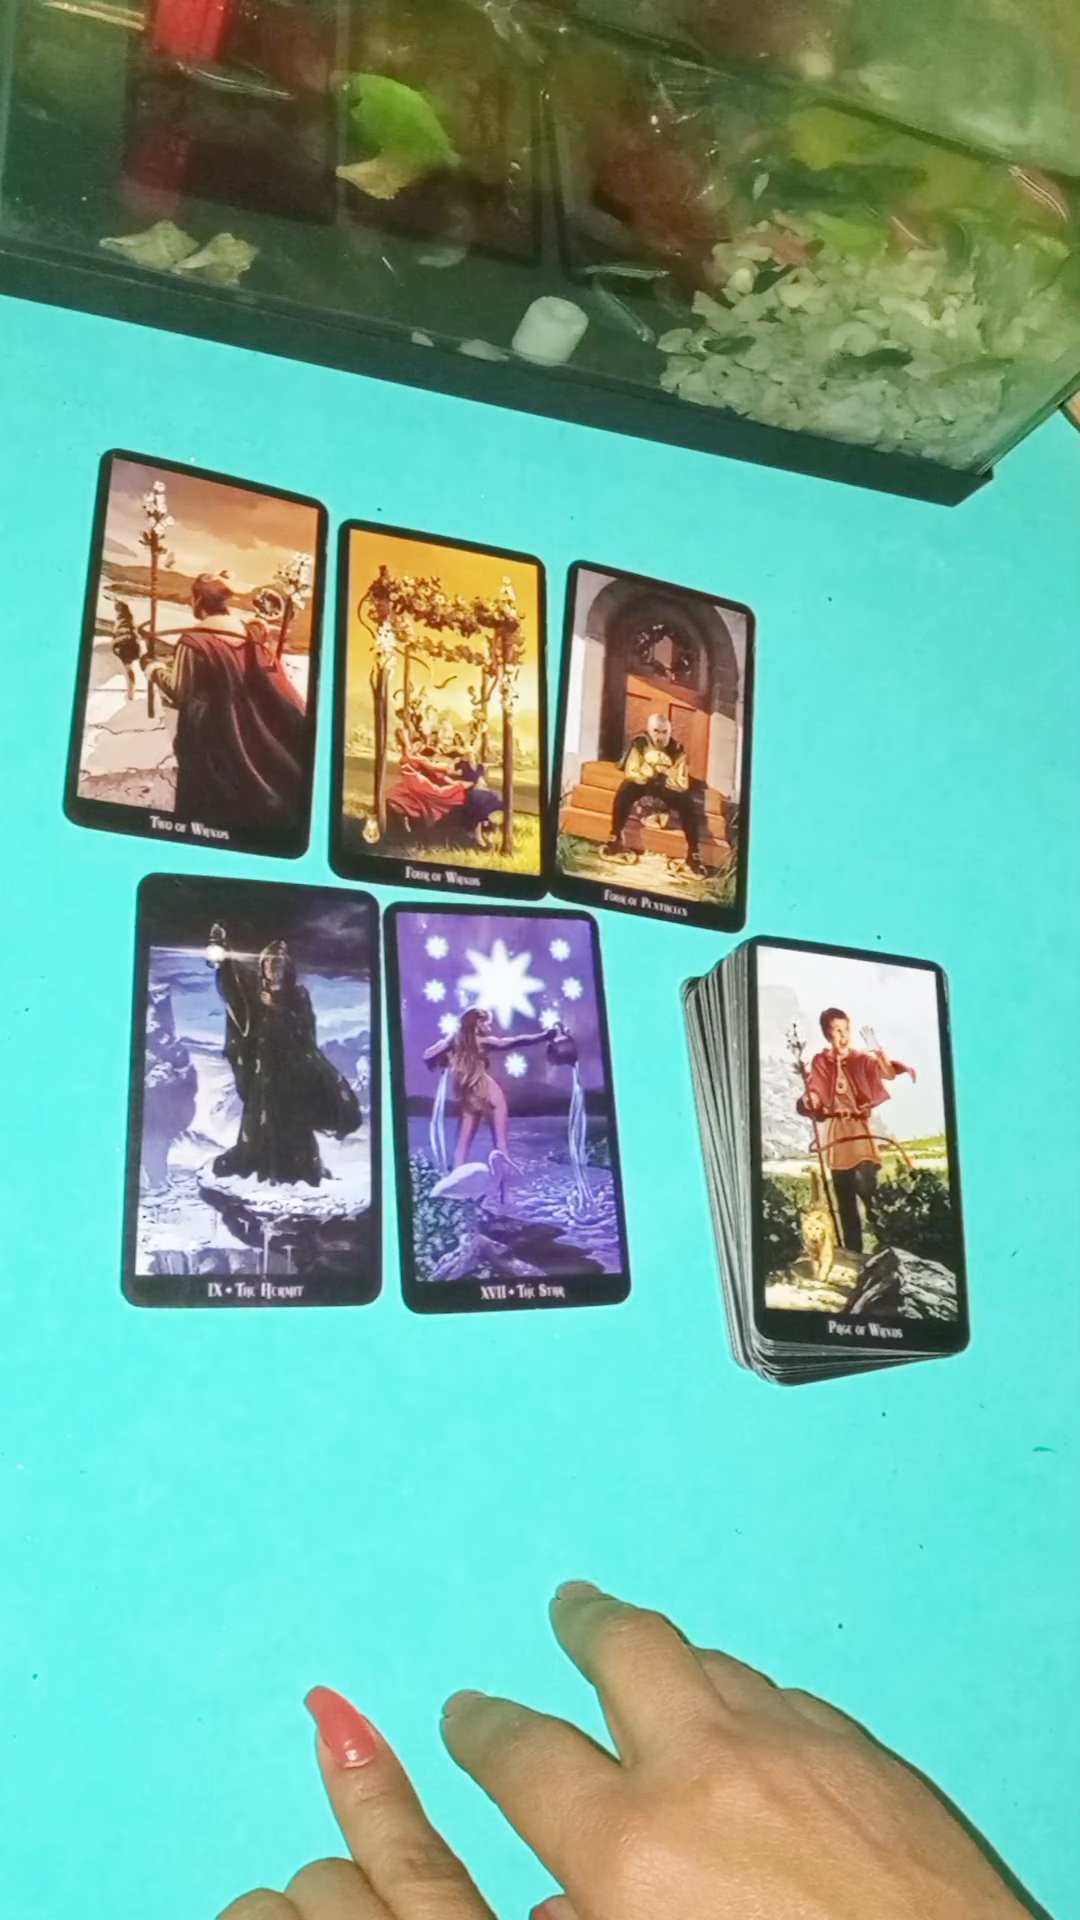 Two of Wands
Four of Wands
Four of Pentacles
IX • The Hermit
XVII • The Star
Page of Wands